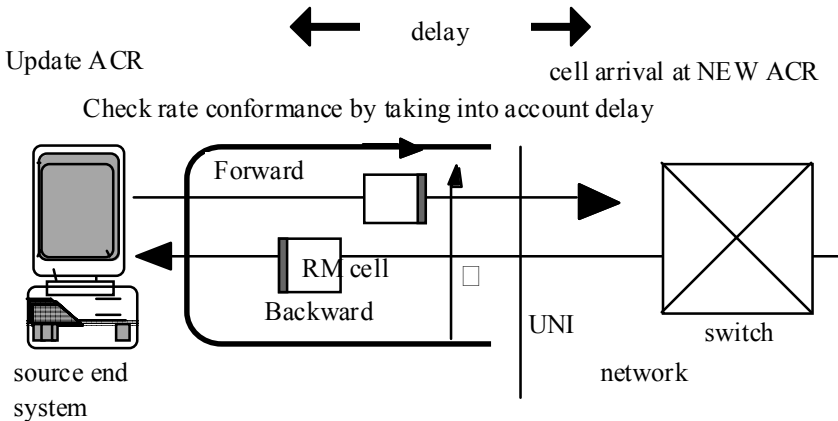 delay
Update ACR
cell arrival at NEW ACR
Check rate conformance by taking into account delay
Forward
RM cell
Backward
UNI
switch
source end
system
network